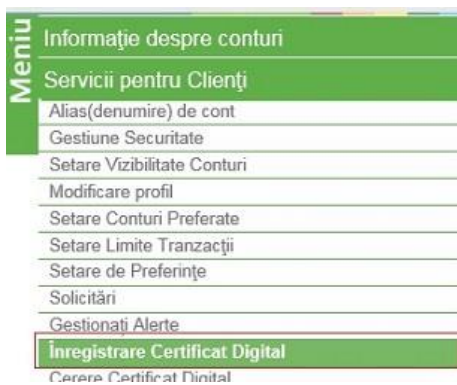 Meniu
Informaţie despre conturi
Servicii pentru Clienţi
Alias(denumire) de cont
Gestiune Securitate
Setare Vizibilitate Conturi
Modificare profil
Setare Conturi Preferate
Setare Limite Tranzacţii
Setare de Preferinţe
Solicitări
Gestionaţi Alerte
Înregistrare Certificat Digital
Cerere Certificat Digital